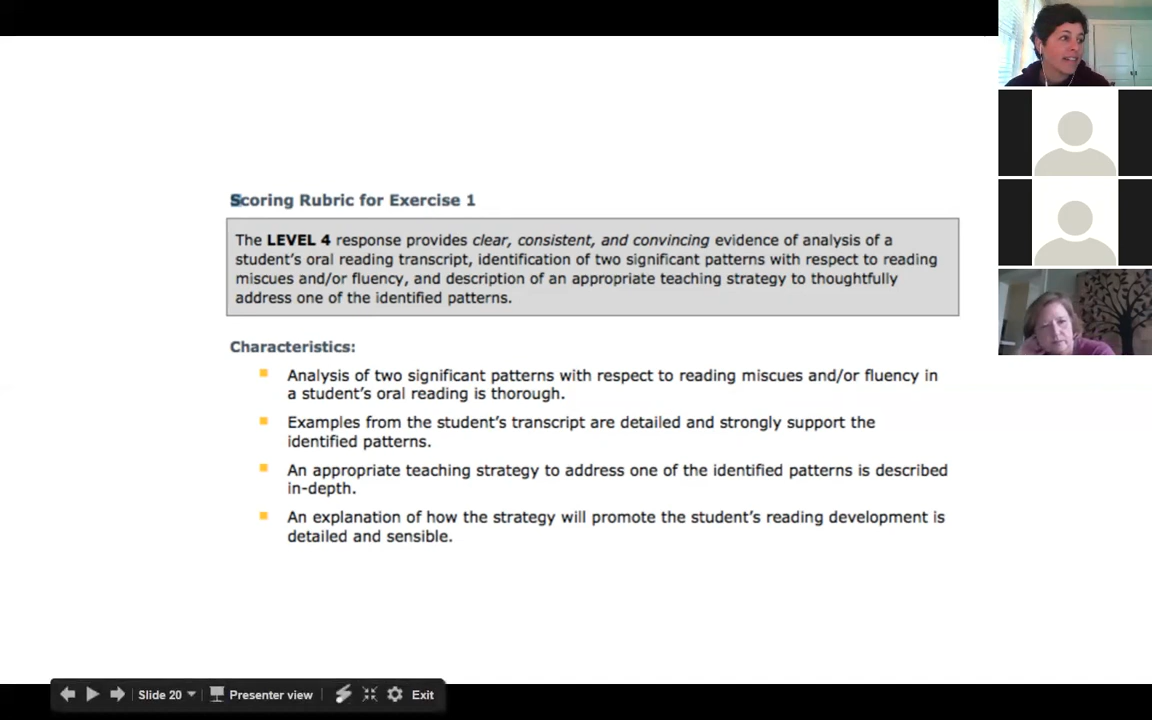 Scoring Rubric for Exercise 1
The LEVEL 4 response provides clear, consistent, and convincing evidence of analysis of a
student's oral reading transcript, identification of two significant patterns with respect to reading
miscues and/or fluency, and description of an appropriate teaching strategy to thoughtfully
address one of the identified patterns.
Characteristics:
Analysis of two significant patterns with respect to reading miscues and/or fluency in
a student's oral reading is thorough.
Examples from the student's transcript are detailed and strongly support the
identified patterns.
An appropriate teaching strategy to address one of the identified patterns is described
in-depth.
An explanation of how the strategy will promote the student's reading development is
detailed and sensible.
Slide 20 Presenter view Exit